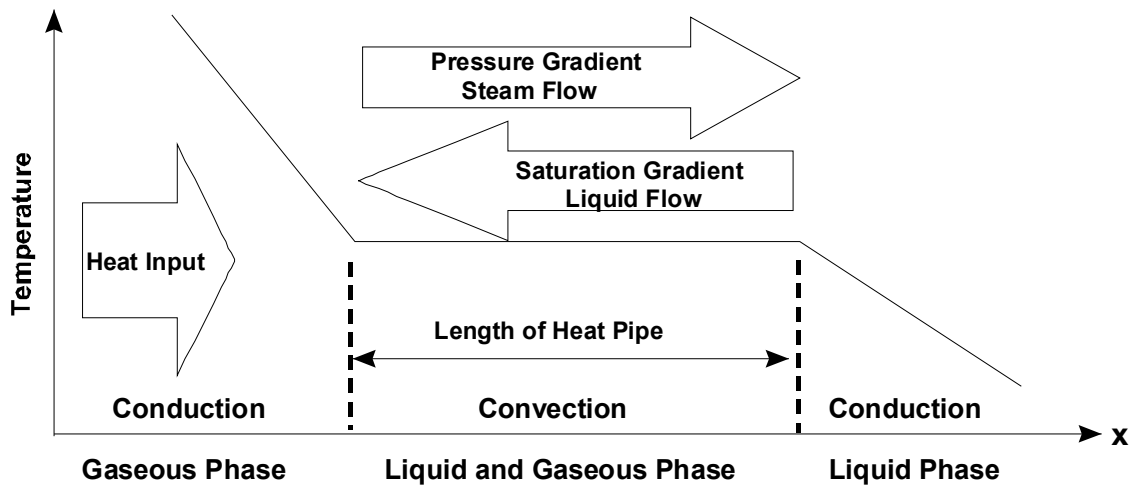 Pressure Gradient
Steam Flow
Saturation Gradient
Liquid Flow
Temperature
Heat Input
Length of Heat Pipe
Conduction
Convection
Conduction
x
Gaseous Phase
Liquid and Gaseous Phase
Liquid Phase